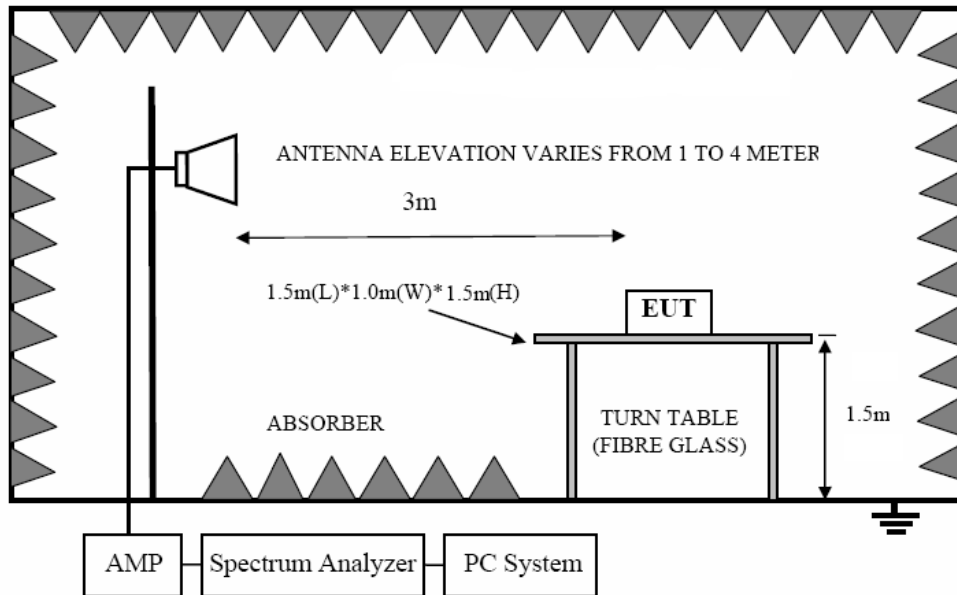 ANTENNA ELEVATION VARIES FROM 1 TO 4 METER
3m
1.5m(L)*1.0m(W)*1.5m(H)
EUT
1.5m
ABSORBER
TURN TABLE
(FIBRE GLASS)
AMP
Spectrum Analyzer
PC System